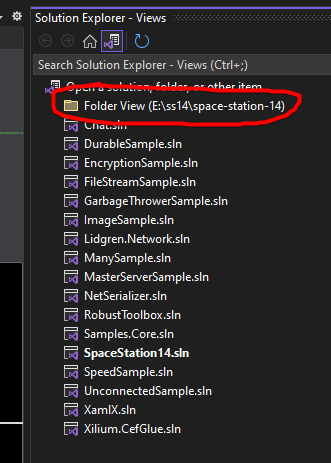 Solution Explorer - Views
Search Solution Explorer - Views (Ctrl+;)
Open a solution, folder, or other item
Folder View (E:\ss14\space-station-14)
Chat.sln
DurableSample.sln
EncryptionSample.sln
FileStreamSample.sln
GarbageThrowerSample.sln
ImageSample.sln
Lidgren.Network.sln
ManySample.sln
MasterServerSample.sln
NetSerializer.sln
RobustToolbox.sln
Samples.Core.sln
SpaceStation14.sln
SpeedSample.sln
UnconnectedSample.sln
XamlX.sln
Xilium.CefGlue.sln